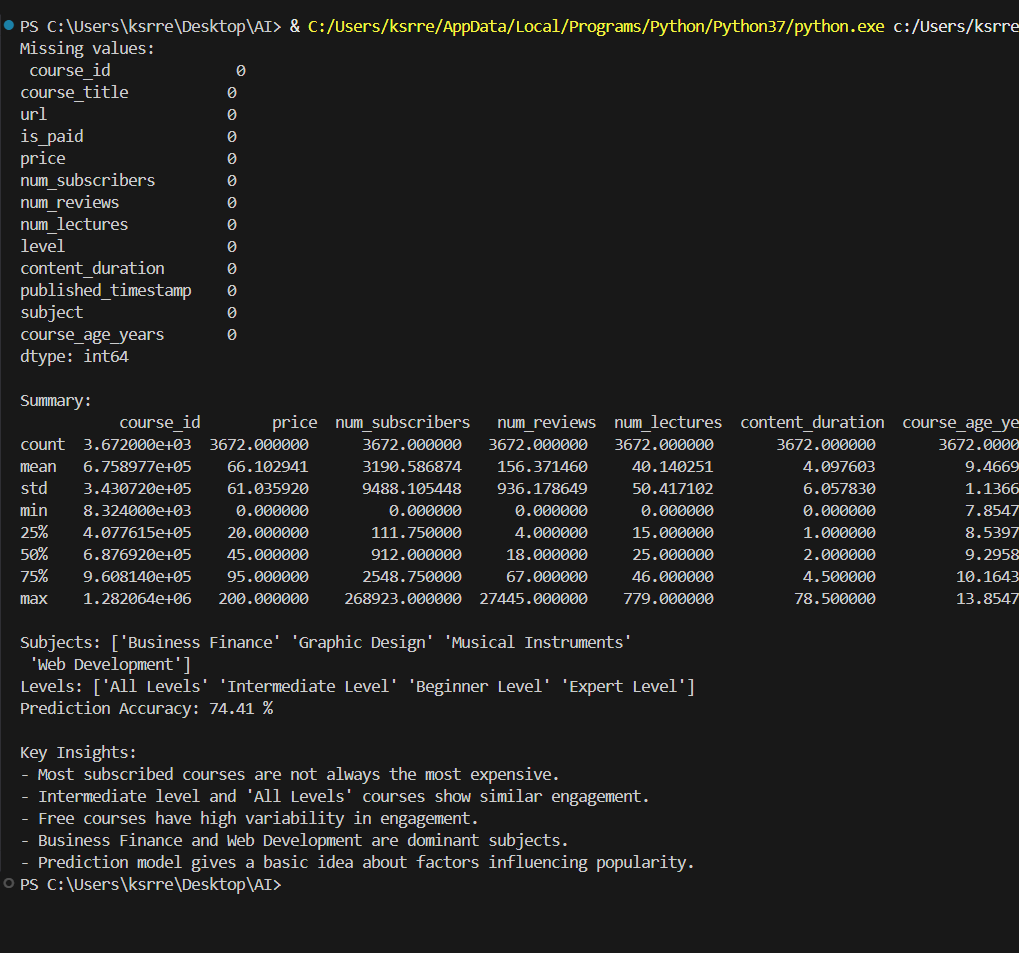 PS C:\Users\ksrre\Desktop\AI> & C:/Users/ksrre/AppData/Local/Programs/Python/Python37/python.exe c:/Users/ksrre
Missing values:
 course_id              0
course_title           0
url                    0
is_paid                0
price                  0
num_subscribers        0
num_reviews            0
num_lectures           0
level                  0
content_duration       0
published_timestamp    0
subject                0
course_age_years       0
dtype: int64

Summary:
           course_id        price  num_subscribers   num_reviews  num_lectures  content_duration  course_age_ye
count  3.672000e+03  3672.000000      3672.000000   3672.000000   3672.000000       3672.000000       3672.0000
mean   6.758977e+05    66.102941      3190.586874    156.371460     40.140251          4.097603          9.4669
std    3.430720e+05    61.035920      9488.105448    936.178649     50.417102          6.057830          1.1366
min    8.324000e+03     0.000000         0.000000      0.000000      0.000000          0.000000          7.8547
25%    4.077615e+05    20.000000       111.750000      4.000000     15.000000          1.000000          8.5397
50%    6.876920e+05    45.000000       912.000000     18.000000     25.000000          2.000000          9.2958
75%    9.608140e+05    95.000000      2548.750000     67.000000     46.000000          4.500000         10.1643
max    1.282064e+06   200.000000    268923.000000  27445.000000    779.000000         78.500000         13.8547

Subjects: ['Business Finance' 'Graphic Design' 'Musical Instruments'
 'Web Development']
Levels: ['All Levels' 'Intermediate Level' 'Beginner Level' 'Expert Level']
Prediction Accuracy: 74.41 %

Key Insights:
- Most subscribed courses are not always the most expensive.
- Intermediate level and 'All Levels' courses show similar engagement.
- Free courses have high variability in engagement.
- Business Finance and Web Development are dominant subjects.
- Prediction model gives a basic idea about factors influencing popularity.
PS C:\Users\ksrre\Desktop\AI>